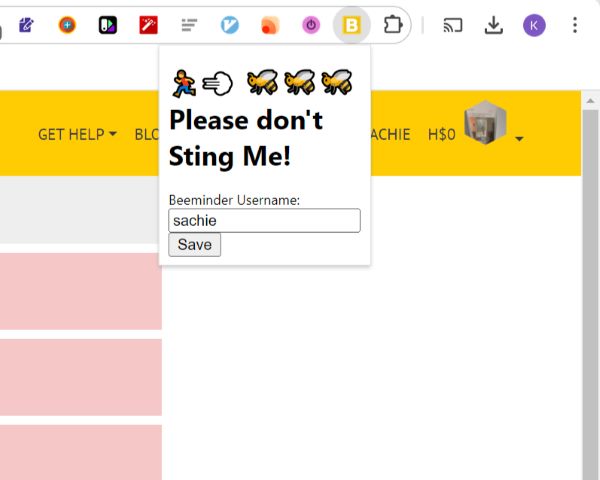 B
K
Please don't
Sting Me!
GET HELP
BLO
ACHIE
H$0
Beeminder Username:
sachie
Save